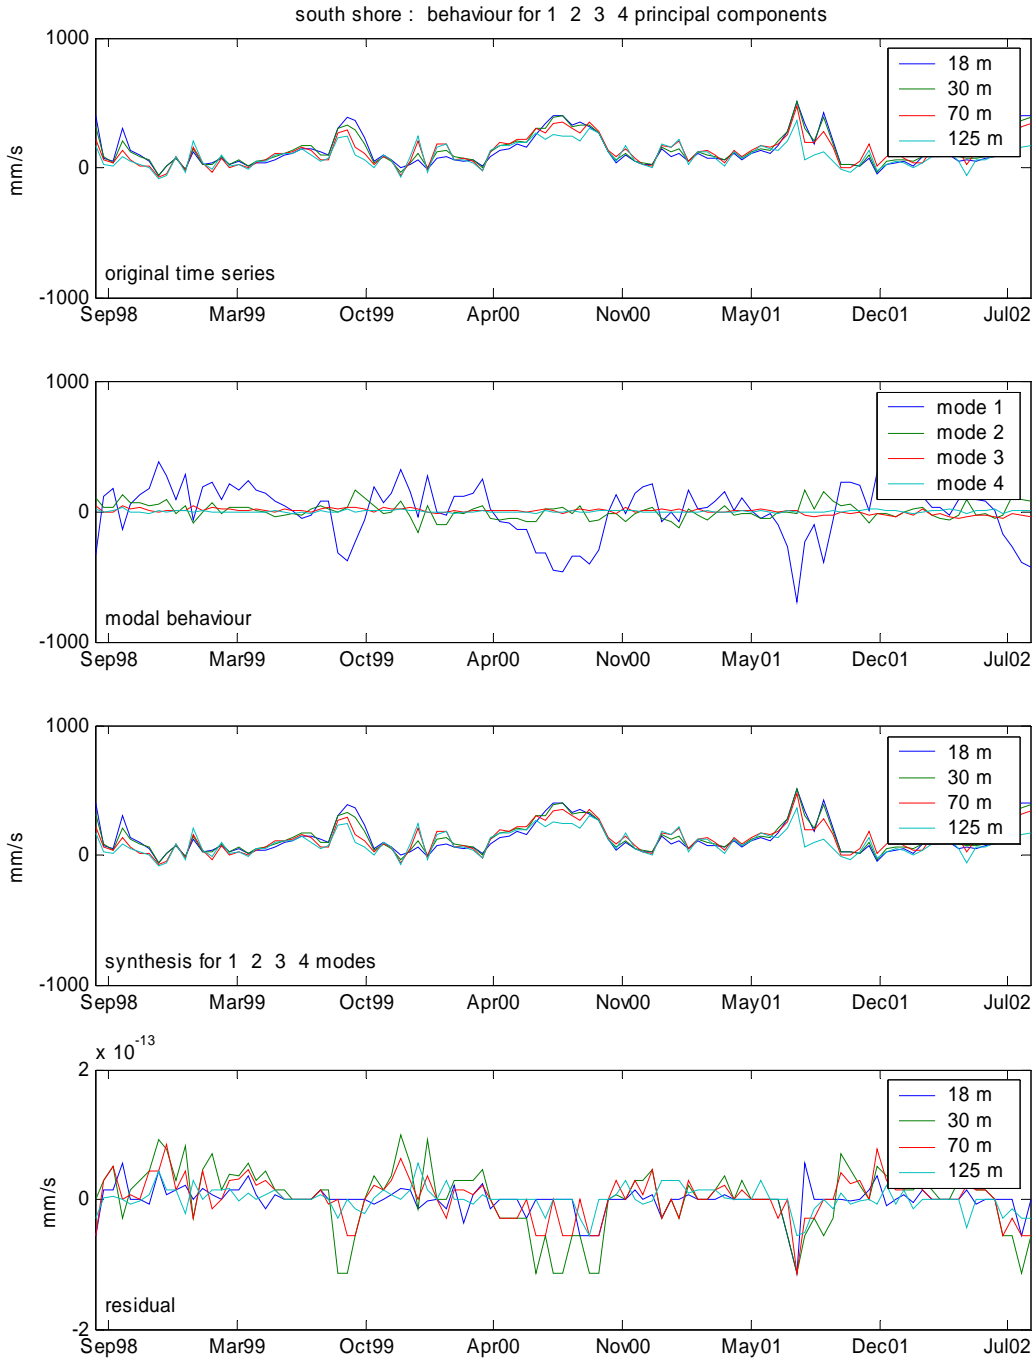 south shore : behaviour for 1 2 3 4 principal components
1000
0
-1000
mm/s
18 m
30 m
70 m
125 m
original time series
Sep98 Mar99 Oct99 Apr00 Nov00 May01 Dec01 Jul02
1000
0
-1000
mode 1
mode 2
mode 3
mode 4
modal behaviour
Sep98 Mar99 Oct99 Apr00 Nov00 May01 Dec01 Jul02
1000
0
-1000
mm/s
18 m
30 m
70 m
125 m
synthesis for 1 2 3 4 modes
Sep98 Mar99 Oct99 Apr00 Nov00 May01 Dec01 Jul02
x 10^-13
2
0
-2
mm/s
18 m
30 m
70 m
125 m
residual
Sep98 Mar99 Oct99 Apr00 Nov00 May01 Dec01 Jul02